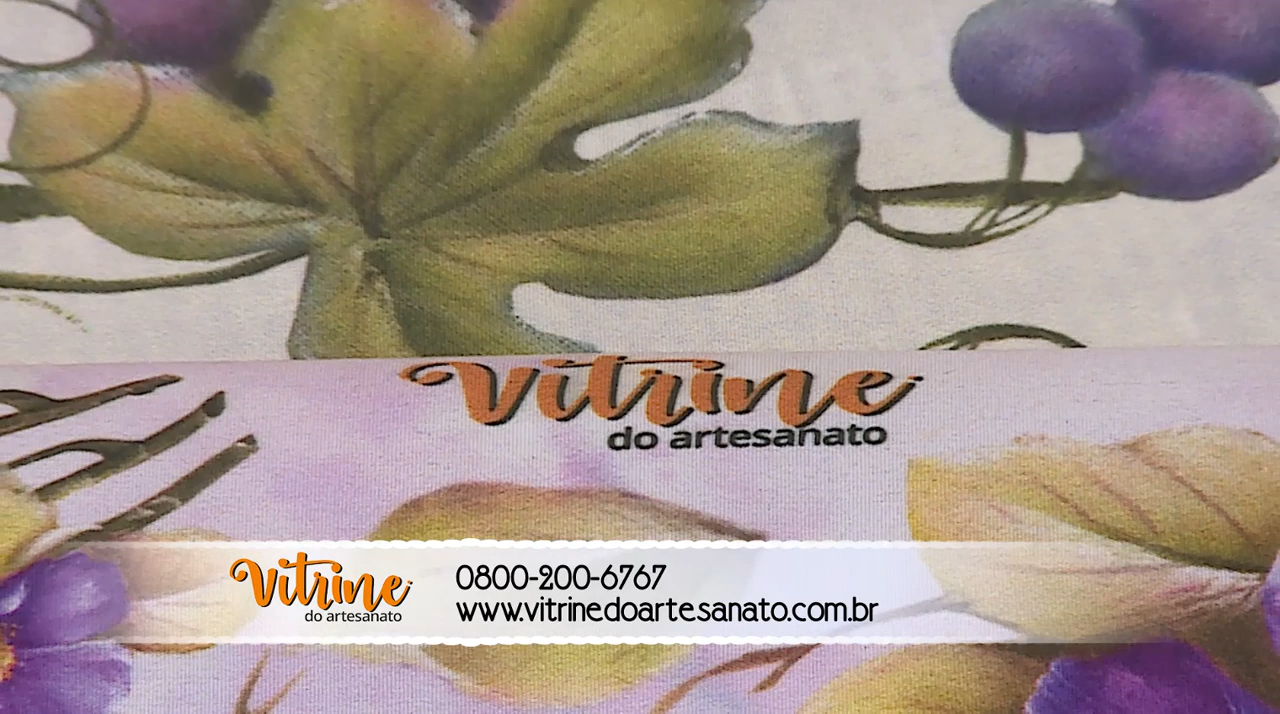 Vitrine
do artesanato
Vitrine
do artesanato
0800-200-6767
www.vitrinedoartesanato.com.br